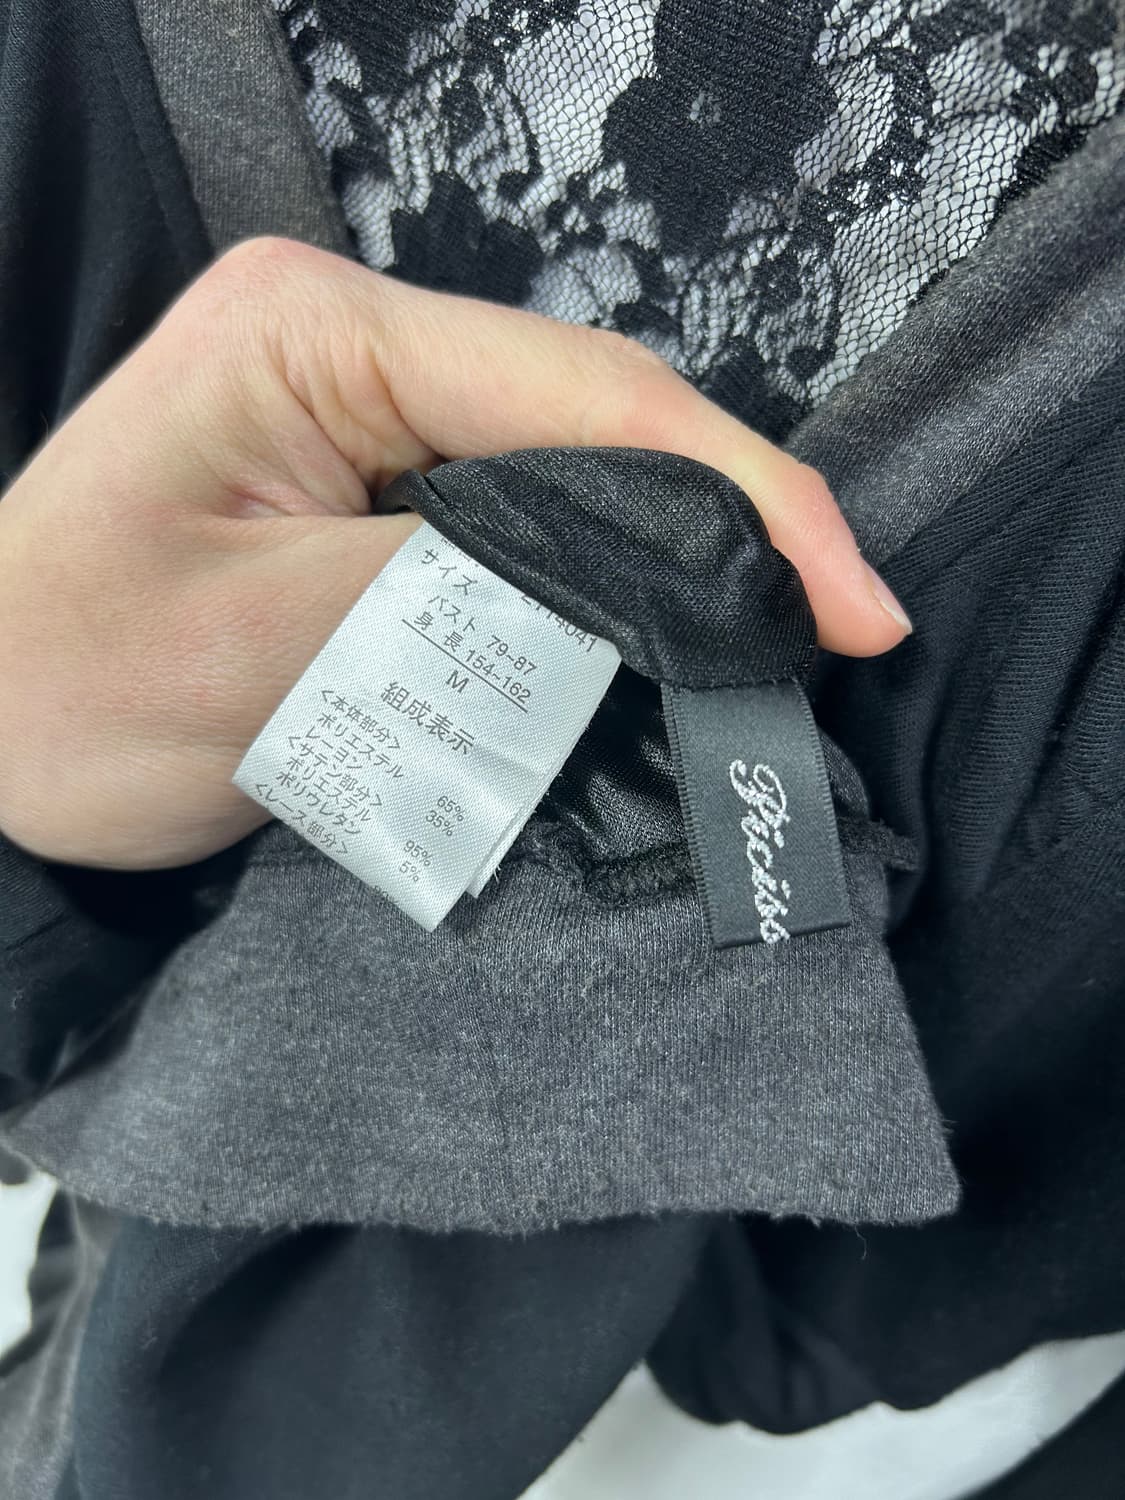 サイズ
バスト 79~87
身 長 154~162
M
組成表示
<本体部分>
ポリエステル 65%
レーヨン 35%
<サテン部分>
ポリエステル 95%
ポリウレタン 5%
<レース部分>